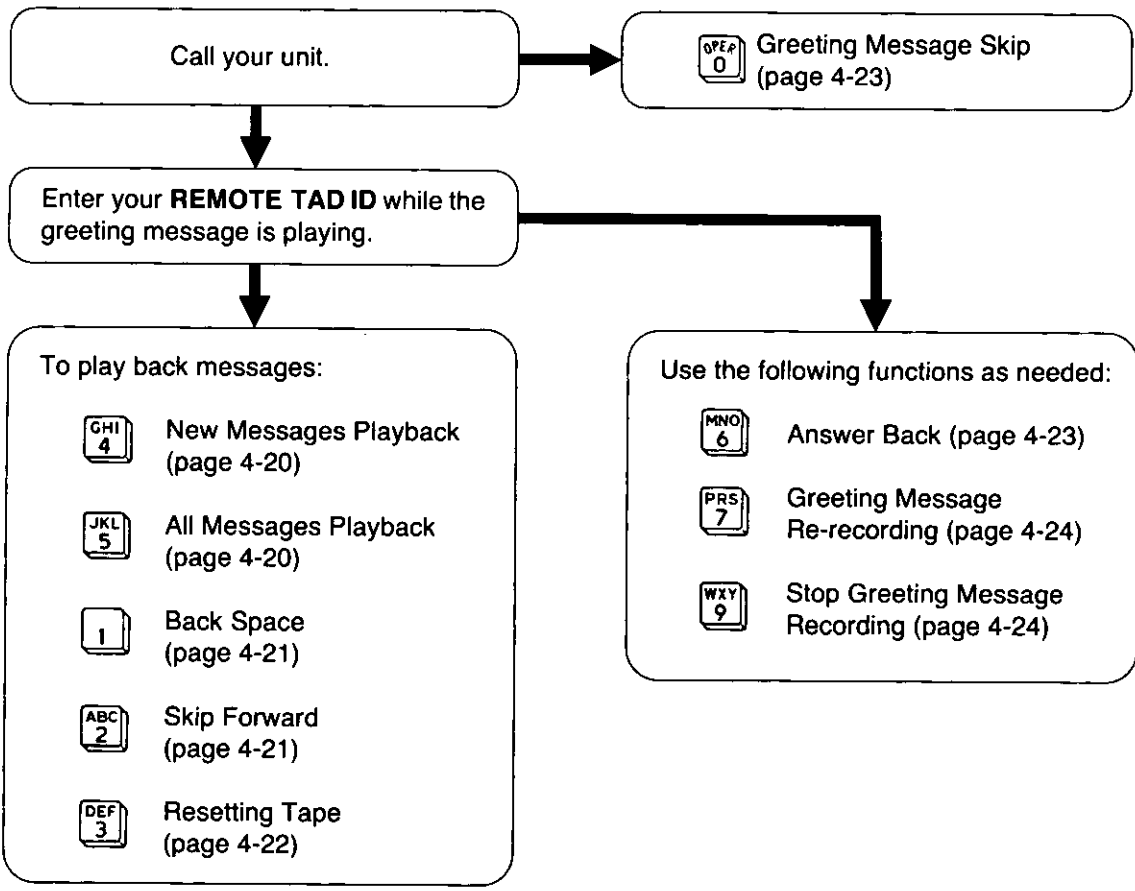 Call your unit.
OPER
0
Greeting Message Skip
(page 4-23)
Enter your REMOTE TAD ID while the
greeting message is playing.
To play back messages:
GHI
4
New Messages Playback
(page 4-20)
JKL
5
All Messages Playback
(page 4-20)
1
Back Space
(page 4-21)
ABC
2
Skip Forward
(page 4-21)
DEF
3
Resetting Tape
(page 4-22)
Use the following functions as needed:
MNO
6
Answer Back (page 4-23)
PRS
7
Greeting Message
Re-recording (page 4-24)
WXY
9
Stop Greeting Message
Recording (page 4-24)